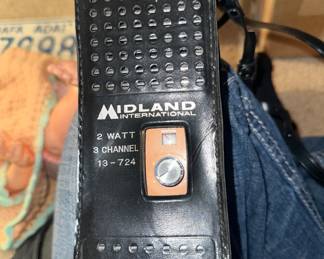 MIDLAND
INTERNATIONAL
2 WATT
3 CHANNEL
13-724